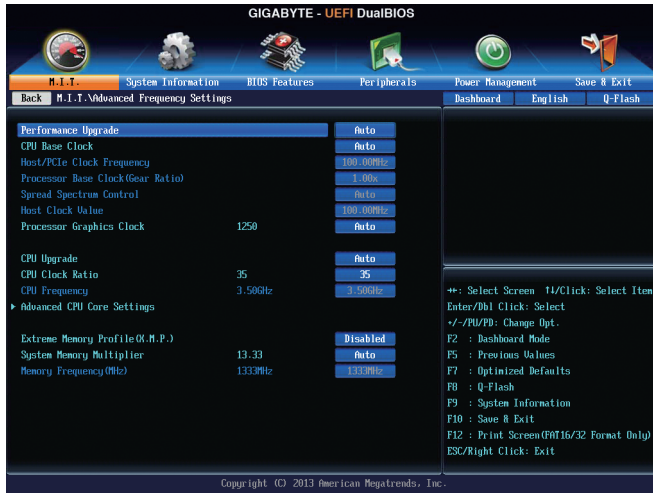 GIGABYTE - UEFI DualBIOS
M.I.T. System Information BIOS Features Peripherals Power Management Save & Exit
Back M.I.T.\Advanced Frequency Settings Dashboard English Q-Flash
Performance Upgrade Auto
CPU Base Clock Auto
Host/PCIe Clock Frequency 100.00MHz
Processor Base Clock(Gear Ratio) 1.00x
Spread Spectrum Control Auto
Host Clock Value 100.00MHz
Processor Graphics Clock 1250 Auto
CPU Upgrade Auto
CPU Clock Ratio 35 35
CPU Frequency 3.50GHz 3.50GHz
Advanced CPU Core Settings
Extreme Memory Profile(X.M.P.) Disabled
System Memory Multiplier 13.33 Auto
Memory Frequency(MHz) 1333MHz 1333MHz
→←: Select Screen ↑↓/Click: Select Item
Enter/Dbl Click: Select
+/-/PU/PD: Change Opt.
F2 : Dashboard Mode
F5 : Previous Values
F7 : Optimized Defaults
F8 : Q-Flash
F9 : System Information
F10 : Save & Exit
F12 : Print Screen(FAT16/32 Format Only)
ESC/Right Click: Exit
Copyright (C) 2013 American Megatrends, Inc.